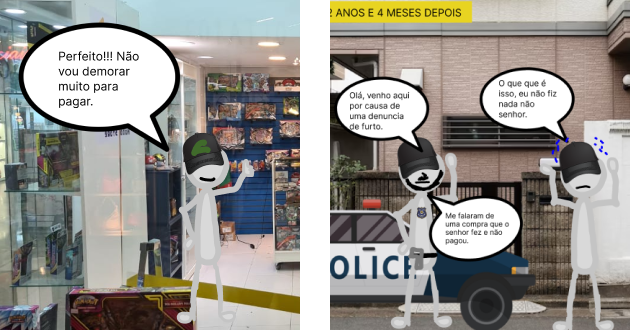 Perfeito!!! Não
vou demorar
muito para
pagar.
2 ANOS E 4 MESES DEPOIS
Olá, venho aqui
por causa de
uma denuncia
de furto.
O que que é
isso, eu não fiz
nada não
senhor.
Me falaram de
uma compra que o
senhor fez e não
pagou.
OLICE